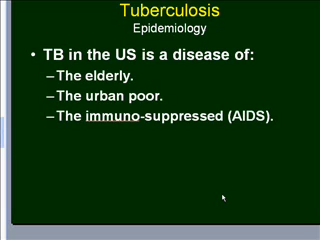 Tuberculosis
Epidemiology
• TB in the US is a disease of:
–The elderly.
–The urban poor.
–The immuno-suppressed (AIDS).